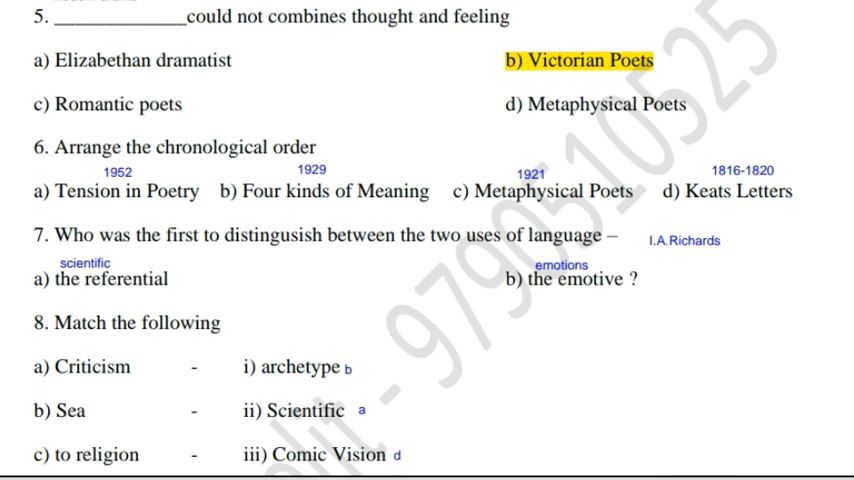 5. ______________could not combines thought and feeling
a) Elizabethan dramatist b) Victorian Poets
c) Romantic poets d) Metaphysical Poets
6. Arrange the chronological order
1952 1929 1921 1816-1820
a) Tension in Poetry b) Four kinds of Meaning c) Metaphysical Poets d) Keats Letters
7. Who was the first to distingusish between the two uses of language – I.A.Richards
scientific emotions
a) the referential b) the emotive ?
8. Match the following
a) Criticism - i) archetype b
b) Sea - ii) Scientific a
c) to religion - iii) Comic Vision d
- 9790510525